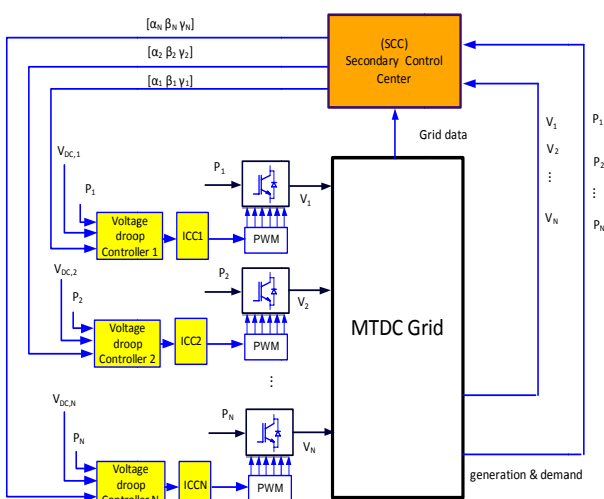 [αN βN γN]
(SCC)
Secondary Control
Center
[α2 β2 γ2]
[α1 β1 γ1]
Grid data
V1
V2
⋮
VN
P1
P2
⋮
PN
VDC,1
P1
Voltage
droop
Controller 1
ICC1
P1
V1
PWM
VDC,2
P2
Voltage
droop
Controller 2
ICC2
P2
V2
PWM
⋮
MTDC Grid
VDC,N
PN
Voltage
droop
Controller N
ICCN
PN
VN
PWM
generation & demand